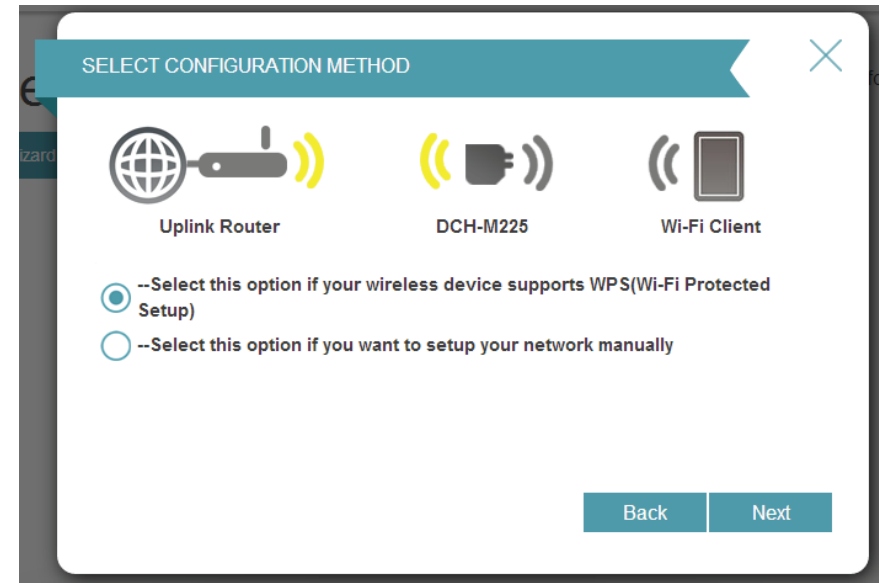 SELECT CONFIGURATION METHOD
izard
Uplink Router
DCH-M225
Wi-Fi Client
--Select this option if your wireless device supports WPS(Wi-Fi Protected
Setup)
--Select this option if you want to setup your network manually
Back
Next